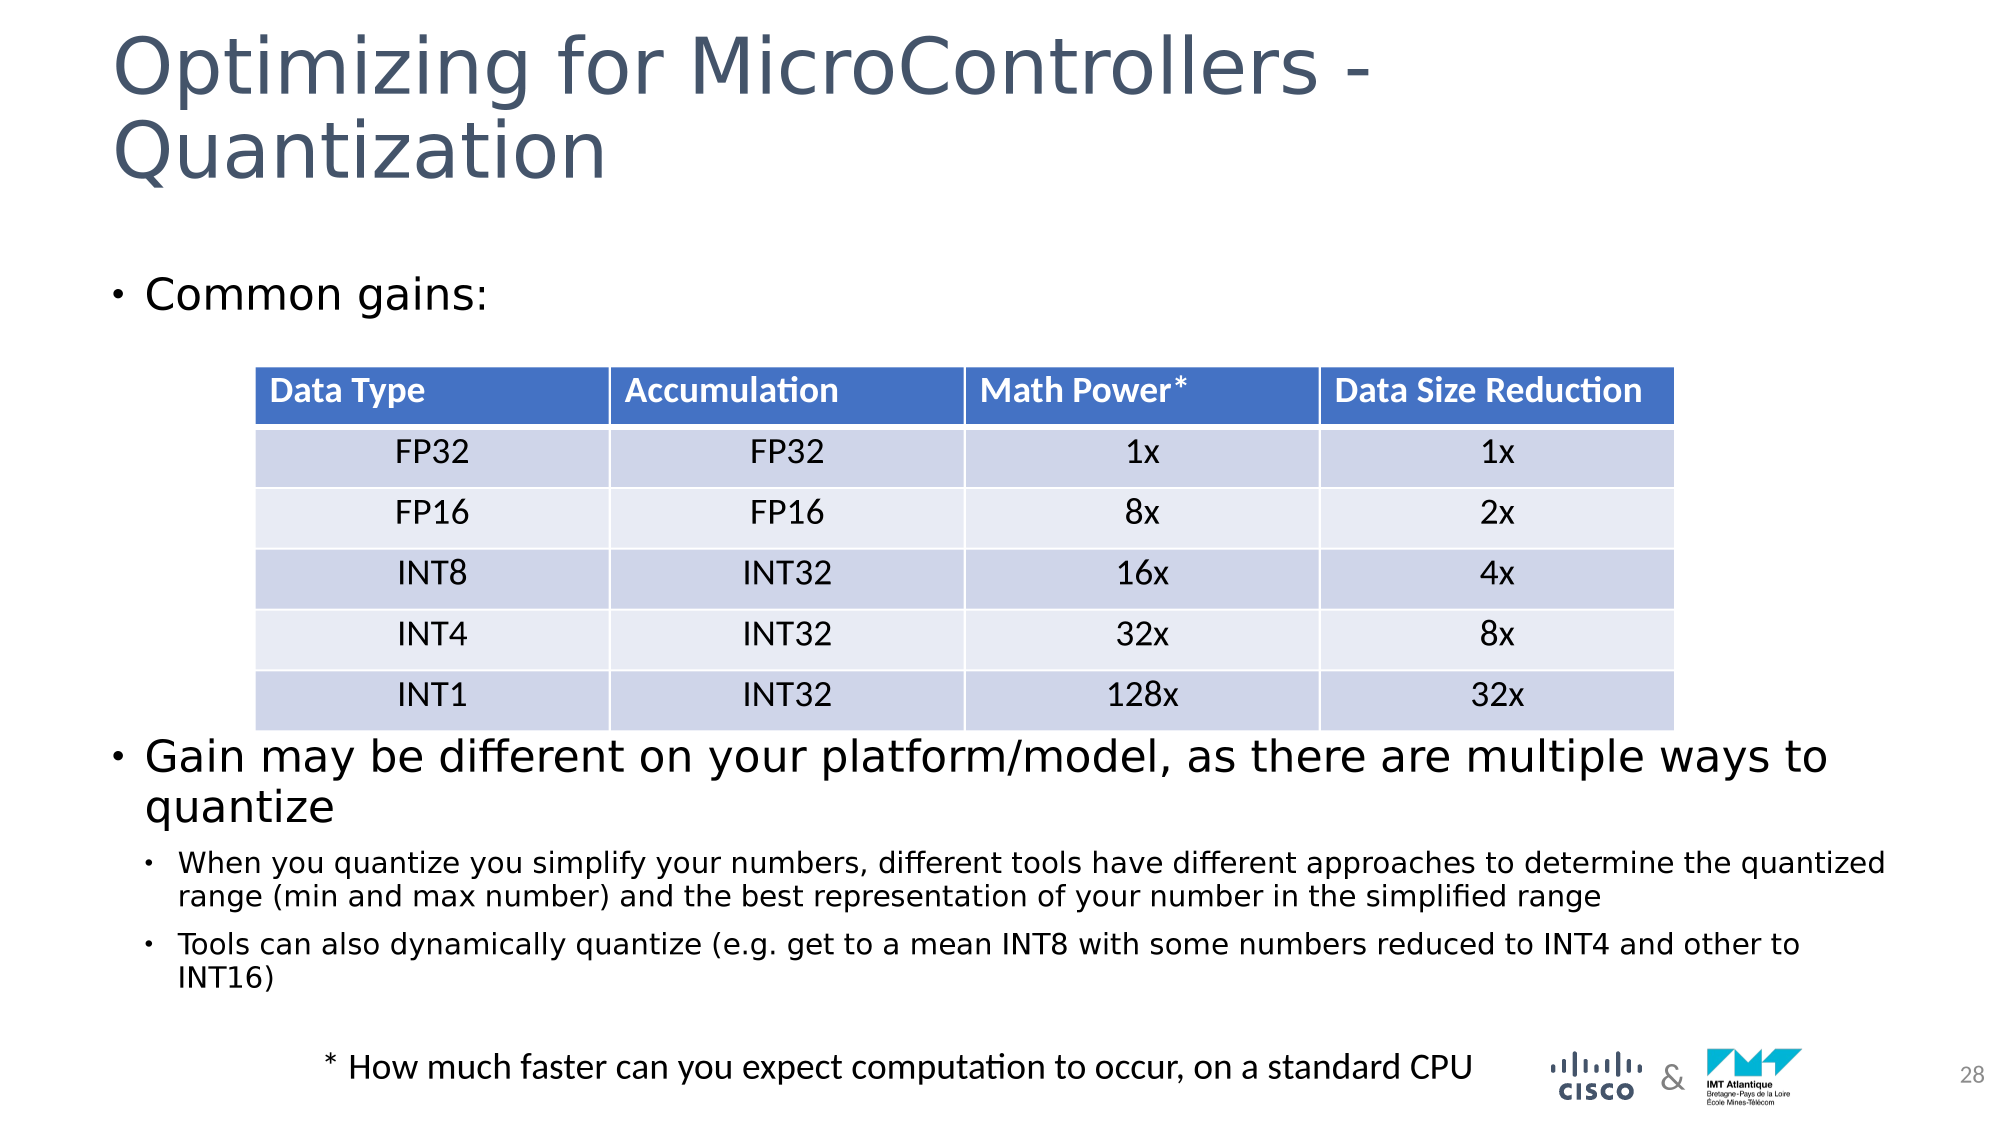 Optimizing for MicroControllers -
Quantization
• Common gains:
Data Type Accumulation Math Power* Data Size Reduction
FP32 FP32 1x 1x
FP16 FP16 8x 2x
INT8 INT32 16x 4x
INT4 INT32 32x 8x
INT1 INT32 128x 32x
• Gain may be different on your platform/model, as there are multiple ways to
quantize
• When you quantize you simplify your numbers, different tools have different approaches to determine the quantized
range (min and max number) and the best representation of your number in the simplified range
• Tools can also dynamically quantize (e.g. get to a mean INT8 with some numbers reduced to INT4 and other to
INT16)
* How much faster can you expect computation to occur, on a standard CPU
CISCO
&
IMT Atlantique
Bretagne-Pays de la Loire
École Mines-Télécom
28